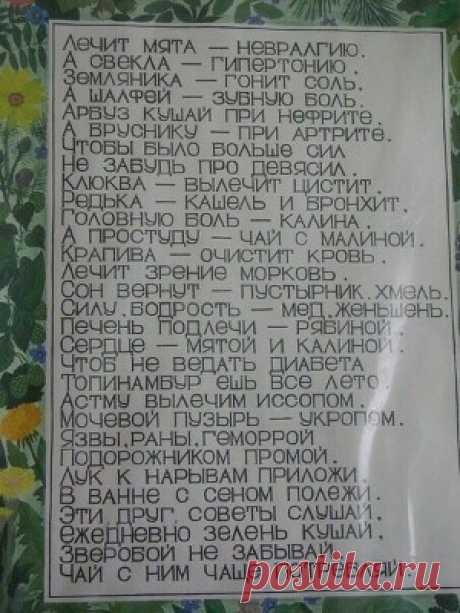 Лечит мята — невралгию.
А свекла — гипертонию.
Земляника — гонит соль.
А шалфей — зубную боль.
Арбуз кушай при нефрите.
А бруснику — при артрите.
Чтобы было больше сил
Не забудь про девясил.
Клюква — вылечит цистит.
Редька — кашель и бронхит.
Головную боль — калина.
А простуду — чай с малиной.
Крапива — очистит кровь.
Лечит зрение морковь.
Сон вернут — пустырник, хмель.
Силу, бодрость — мед, женьшень.
Печень подлечи — рябиной.
Сердце — мятой и калиной.
Чтоб не ведать диабета
Топинамбур ешь все лето.
Астму вылечим иссопом.
Мочевой пузырь — укропом.
Язвы, раны, геморрой
Подорожником промой.
Лук к нарывам приложи.
В ванне с сеном полежи.
Эти, друг, советы слушай.
Ежедневно зелень кушай.
Зверобой не забывай
Чай с ним чаще
postila.ru